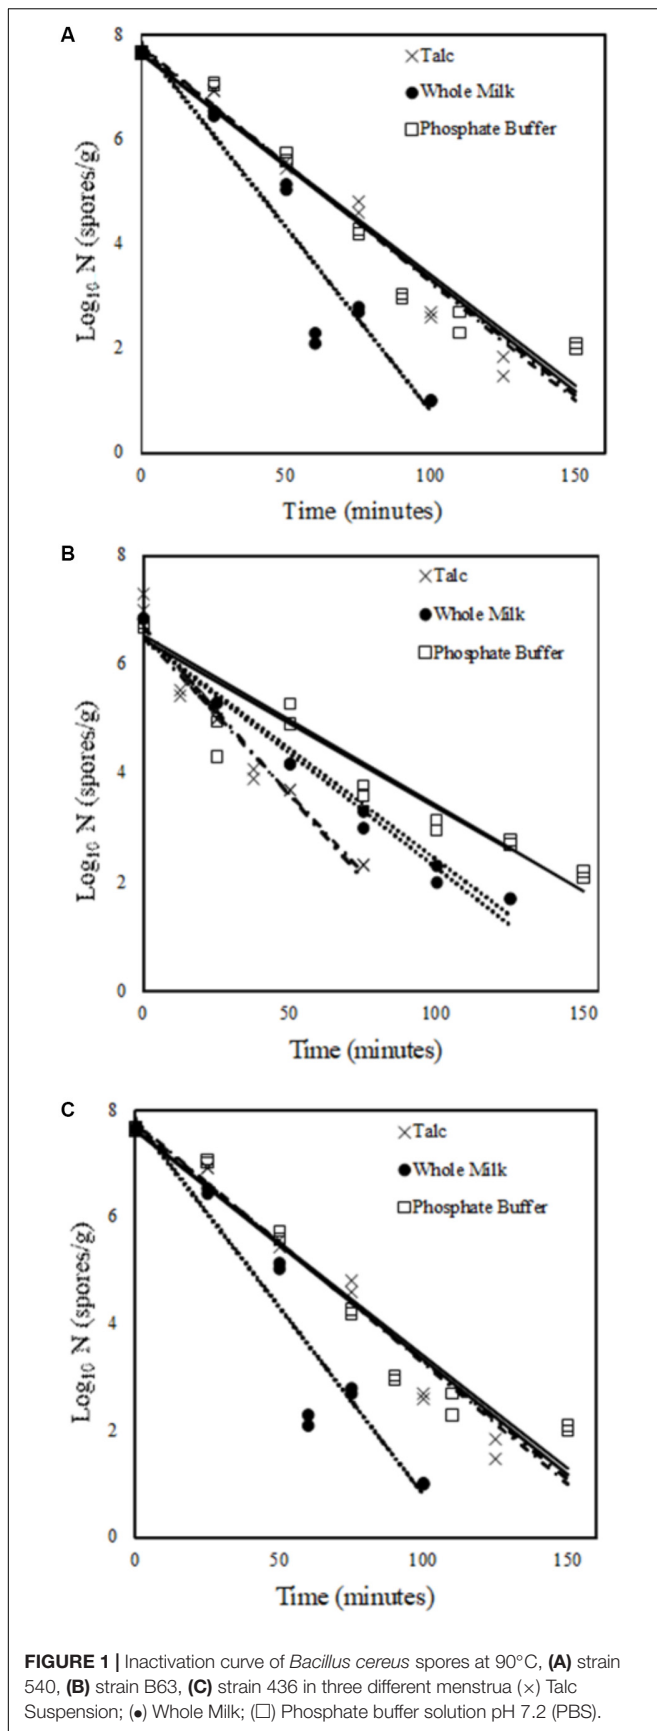 A
8
6
4
2
0
Log10 N (spores/g)
Talc
Whole Milk
Phosphate Buffer
0
50
100
150
Time (minutes)
B
8
6
4
2
0
Log10 N (spores/g)
Talc
Whole Milk
Phosphate Buffer
0
50
100
150
Time (minutes)
C
8
6
4
2
0
Log10 N (spores/g)
Talc
Whole Milk
Phosphate Buffer
0
50
100
150
Time (minutes)
FIGURE 1 | Inactivation curve of Bacillus cereus spores at 90°C, (A) strain
540, (B) strain B63, (C) strain 436 in three different menstrua (×) Talc
Suspension; (●) Whole Milk; (□) Phosphate buffer solution pH 7.2 (PBS).